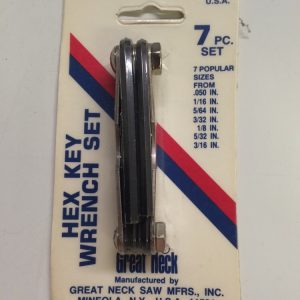 U.S.A.
7 PC.
SET
7 POPULAR
SIZES
FROM
.050 IN.
1/16 IN.
5/64 IN.
3/32 IN.
1/8 IN.
5/32 IN.
3/16 IN.
HEX KEY
WRENCH SET
Great Neck
Manufactured by
GREAT NECK SAW MFRS., INC.
MINEOLA, N.Y., U.S.A.